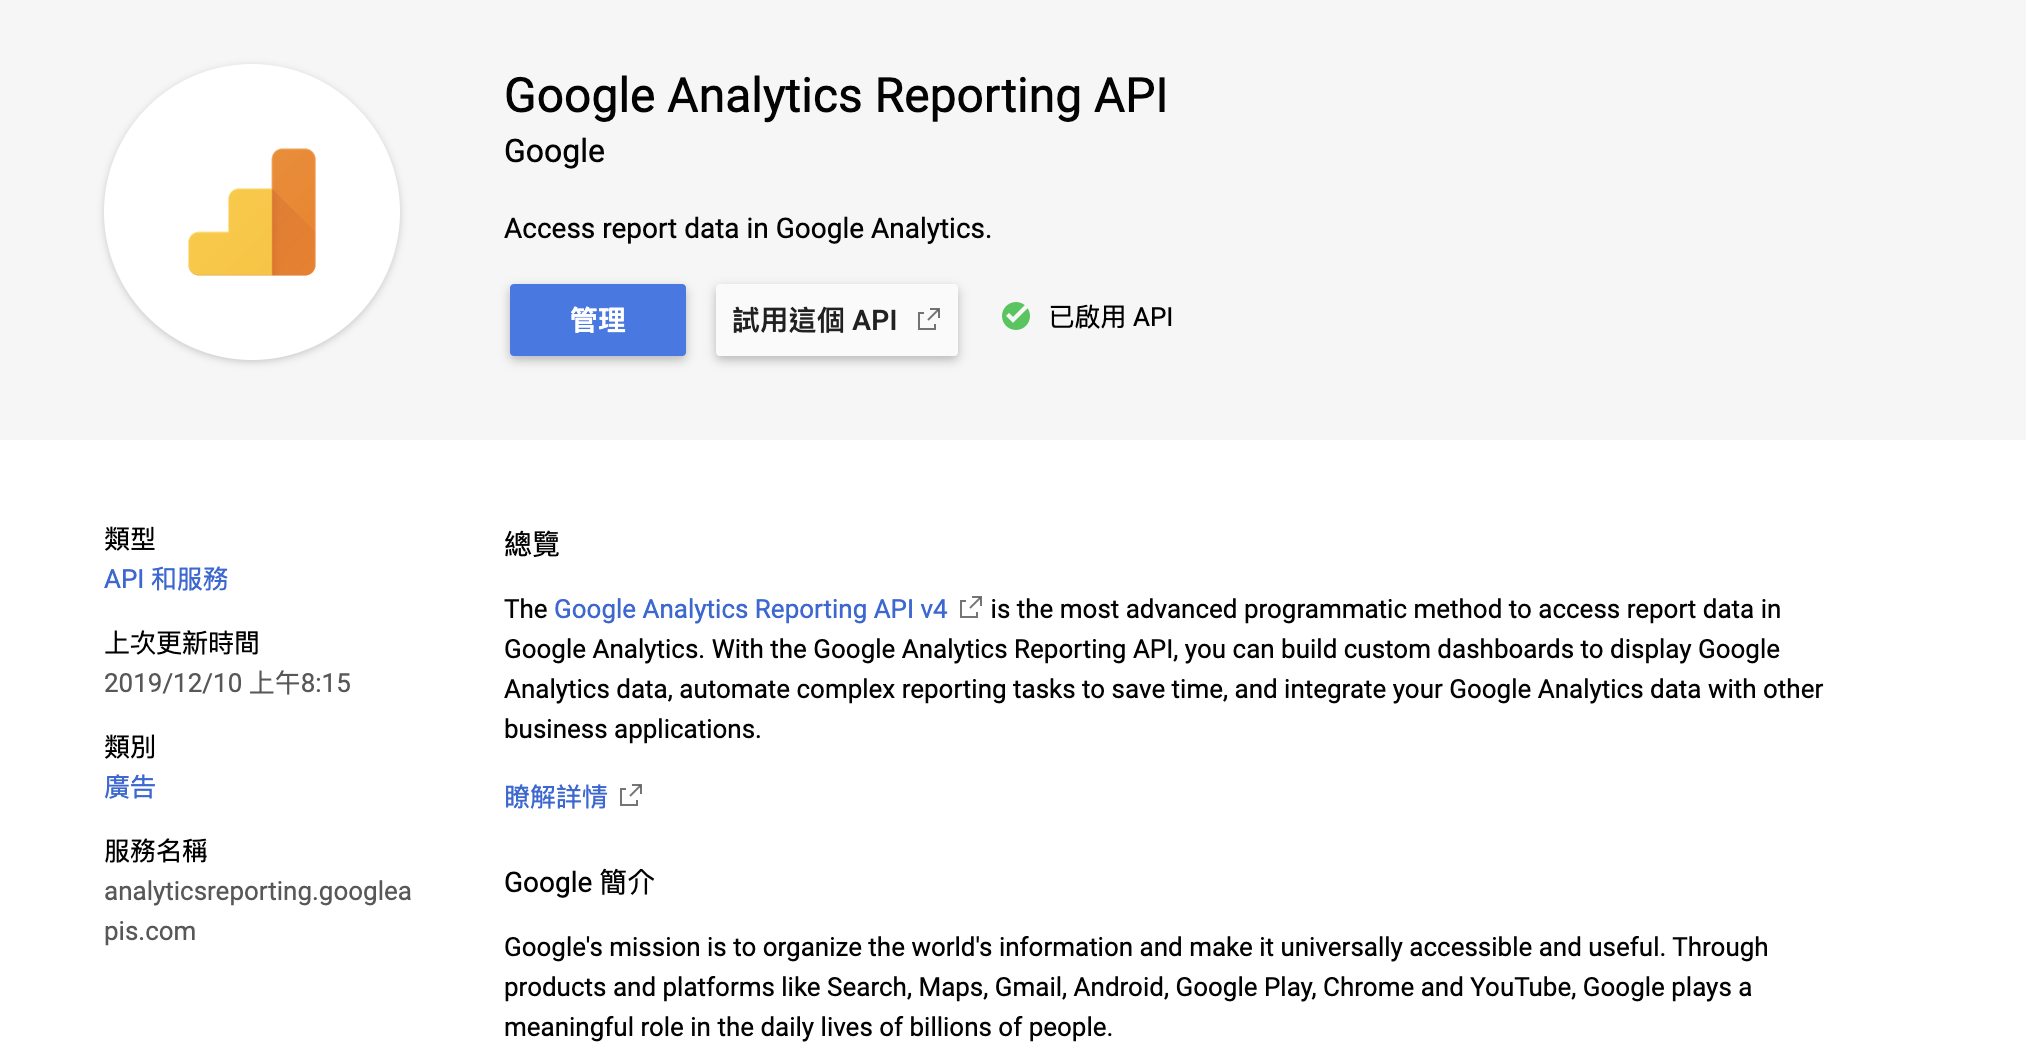 Google Analytics Reporting API
Google
Access report data in Google Analytics.
管理
試用這個 API
已啟用 API
類型
API 和服務
上次更新時間
2019/12/10 上午8:15
類別
廣告
服務名稱
analyticsreporting.googlea
pis.com
總覽
The Google Analytics Reporting API v4 is the most advanced programmatic method to access report data in
Google Analytics. With the Google Analytics Reporting API, you can build custom dashboards to display Google
Analytics data, automate complex reporting tasks to save time, and integrate your Google Analytics data with other
business applications.
瞭解詳情
Google 簡介
Google's mission is to organize the world's information and make it universally accessible and useful. Through
products and platforms like Search, Maps, Gmail, Android, Google Play, Chrome and YouTube, Google plays a
meaningful role in the daily lives of billions of people.